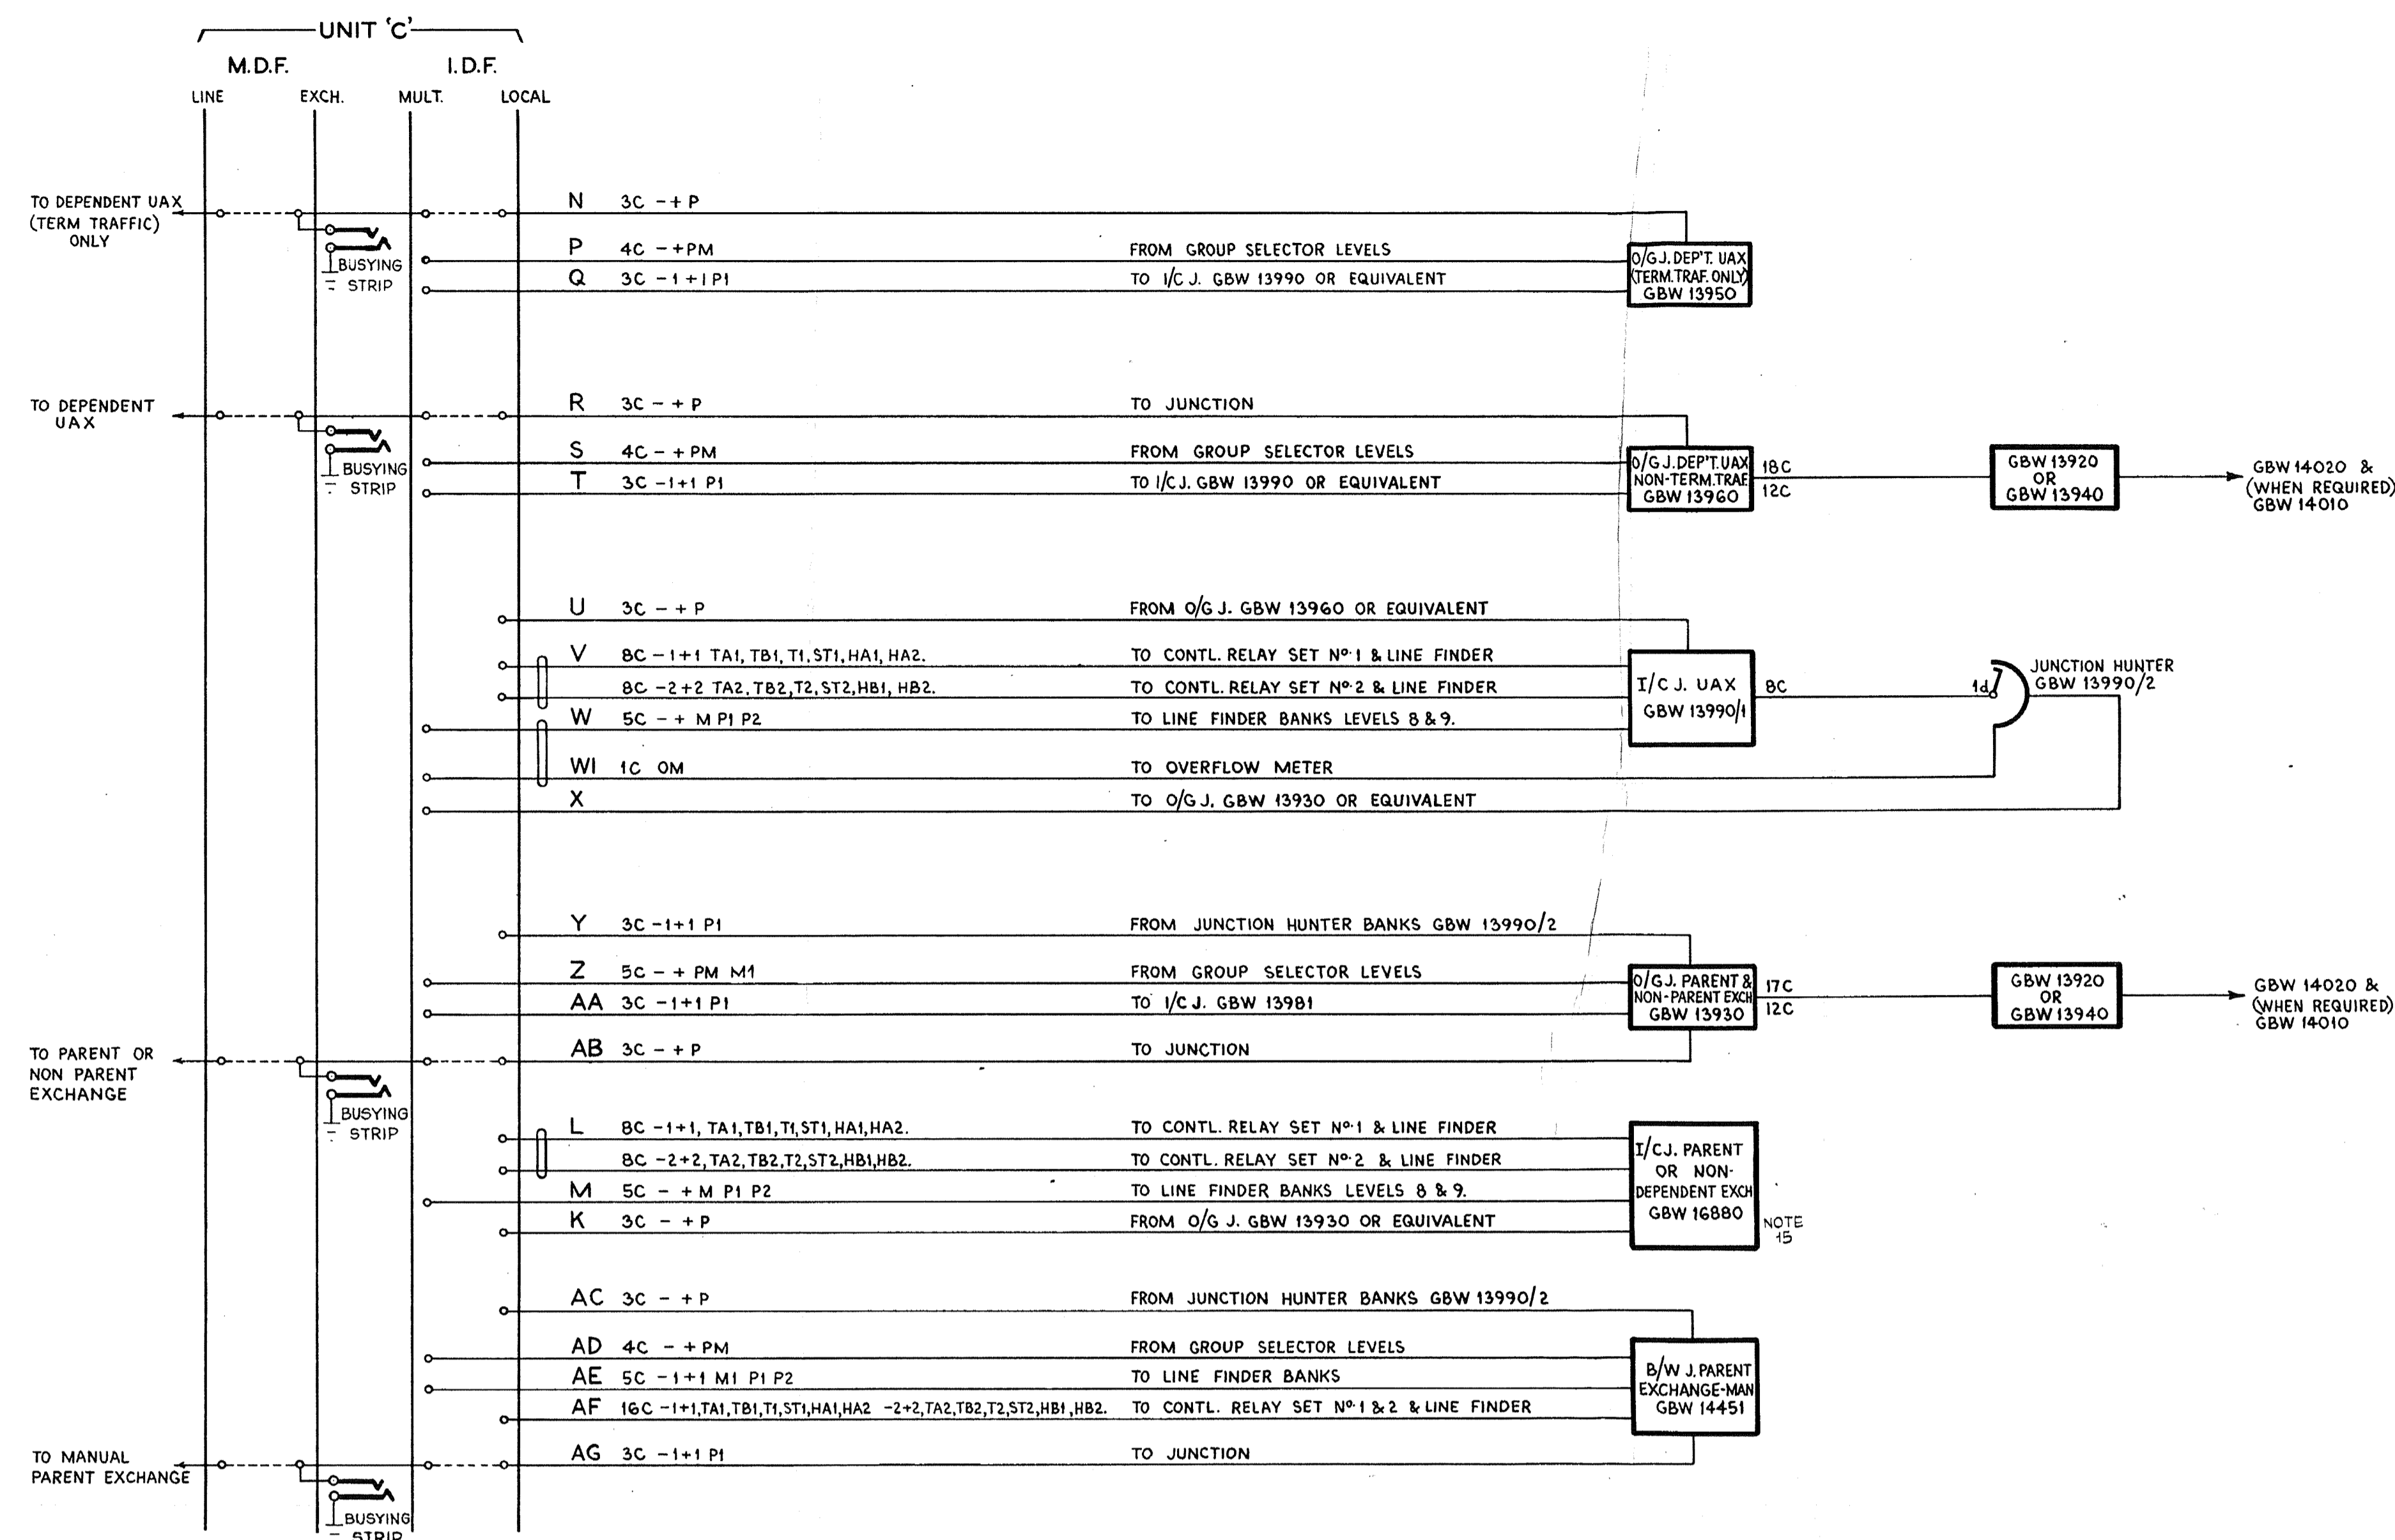 UNIT 'C'
M.D.F. I.D.F.
LINE EXCH. MULT. LOCAL
TO DEPENDENT UAX
(TERM TRAFFIC)
ONLY
BUSYING
STRIP
N 3C -+ P
P 4C -+PM FROM GROUP SELECTOR LEVELS
Q 3C -1 +1 P1 TO I/C J. GBW 13990 OR EQUIVALENT
O/G J. DEP'T. UAX
(TERM. TRAF. ONLY)
GBW 13950
TO DEPENDENT
UAX
BUSYING
STRIP
R 3C - + P TO JUNCTION
S 4C - + PM FROM GROUP SELECTOR LEVELS
T 3C -1+1 P1 TO I/C J. GBW 13990 OR EQUIVALENT
O/G J. DEP'T. UAX
NON-TERM. TRAF.
GBW 13960
18C
12C
GBW 13920
OR
GBW 13940
GBW 14020 &
(WHEN REQUIRED)
GBW 14010
U 3C - + P FROM O/G J. GBW 13960 OR EQUIVALENT
V 8C -1+1 TA1, TB1, T1, ST1, HA1, HA2. TO CONTL. RELAY SET Nº.1 & LINE FINDER
8C -2+2 TA2, TB2, T2, ST2, HB1, HB2. TO CONTL. RELAY SET Nº.2 & LINE FINDER
W 5C - + M P1 P2 TO LINE FINDER BANKS LEVELS 8 & 9.
WI 1C OM TO OVERFLOW METER
X TO O/G J. GBW 13930 OR EQUIVALENT
I/C J. UAX
GBW 13990/1
8C
1d
JUNCTION HUNTER
GBW 13990/2
Y 3C -1+1 P1 FROM JUNCTION HUNTER BANKS GBW 13990/2
Z 5C - + PM M1 FROM GROUP SELECTOR LEVELS
AA 3C -1+1 P1 TO I/C J. GBW 13981
AB 3C - + P TO JUNCTION
O/G J. PARENT &
NON-PARENT EXCH
GBW 13930
17C
12C
GBW 13920
OR
GBW 13940
GBW 14020 &
(WHEN REQUIRED)
GBW 14010
TO PARENT OR
NON PARENT
EXCHANGE
BUSYING
STRIP
L 8C -1+1, TA1, TB1, T1, ST1, HA1, HA2. TO CONTL. RELAY SET Nº.1 & LINE FINDER
8C -2+2, TA2, TB2, T2, ST2, HB1, HB2. TO CONTL. RELAY SET Nº.2 & LINE FINDER
M 5C - + M P1 P2 TO LINE FINDER BANKS LEVELS 8 & 9.
K 3C - + P FROM O/G J. GBW 13930 OR EQUIVALENT
I/C J. PARENT
OR NON-
DEPENDENT EXCH
GBW 16880
NOTE
15
AC 3C - + P FROM JUNCTION HUNTER BANKS GBW 13990/2
AD 4C - + PM FROM GROUP SELECTOR LEVELS
AE 5C -1+1 M1 P1 P2 TO LINE FINDER BANKS
AF 16C -1+1, TA1, TB1, T1, ST1, HA1, HA2 -2+2, TA2, TB2, T2, ST2, HB1, HB2. TO CONTL. RELAY SET Nº.1 & 2 & LINE FINDER
AG 3C -1+1 P1 TO JUNCTION
B/W J. PARENT
EXCHANGE-MAN
GBW 14451
TO MANUAL
PARENT EXCHANGE
BUSYING
STRIP